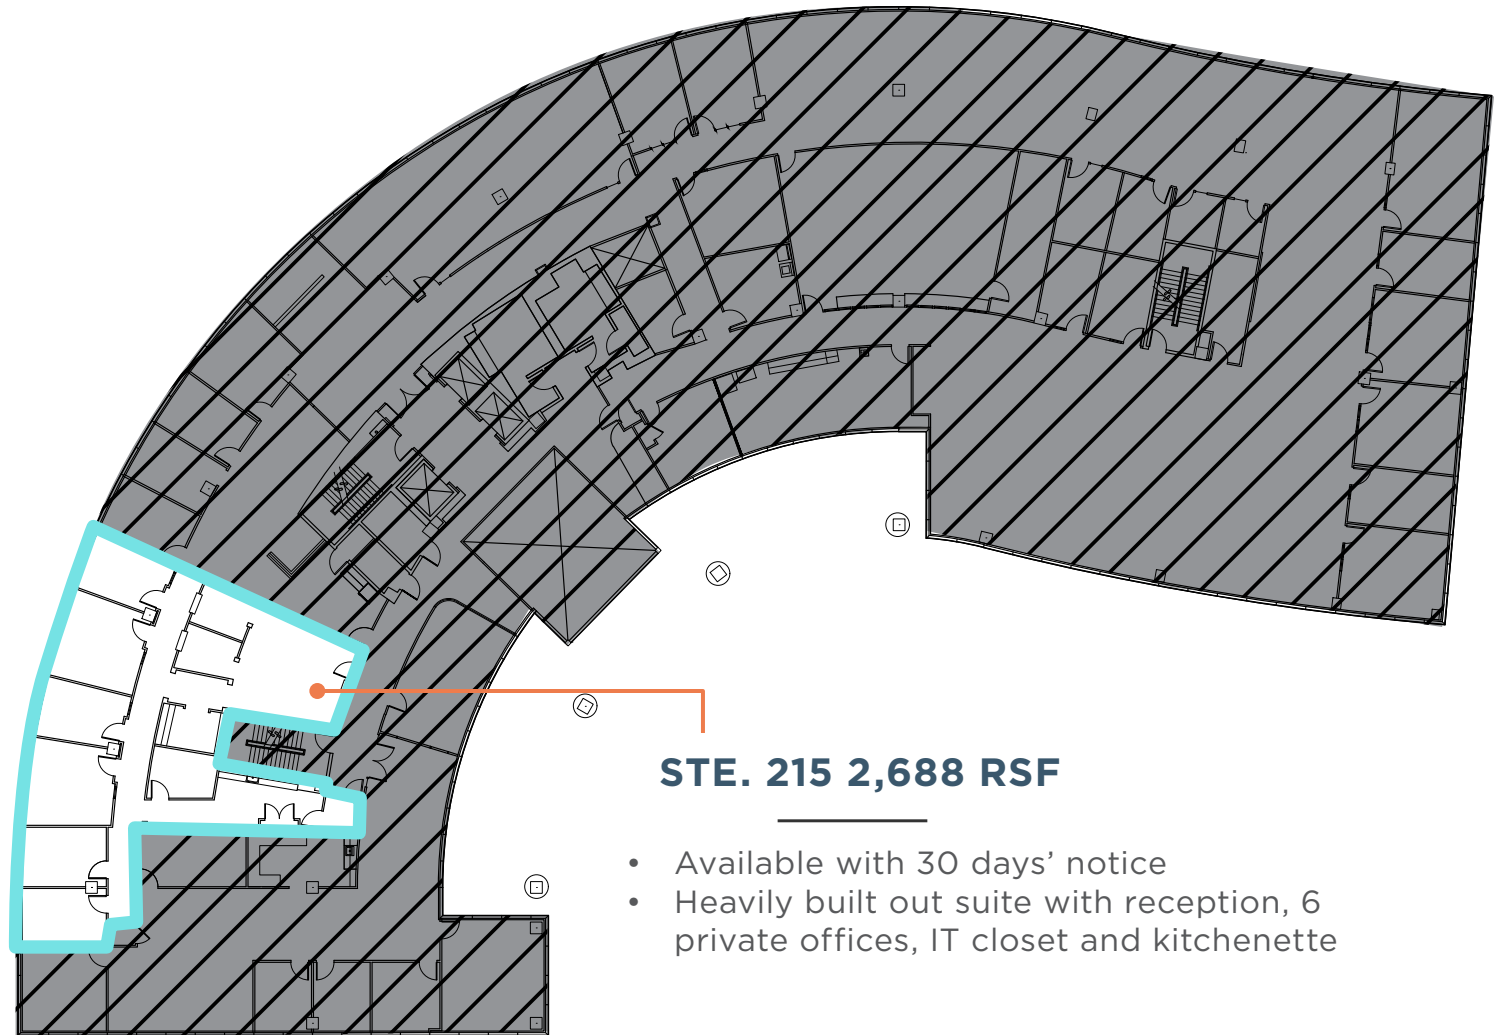 STE. 215 2,688 RSF
• Available with 30 days’ notice
• Heavily built out suite with reception, 6
private offices, IT closet and kitchenette